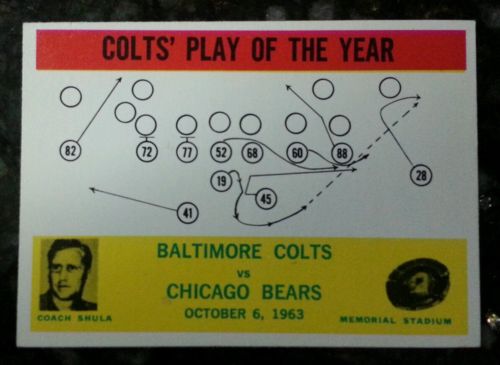 COLTS' PLAY OF THE YEAR
82
72
77
52
68
60
88
28
19
45
41
BALTIMORE COLTS
VS
CHICAGO BEARS
OCTOBER 6, 1963
COACH SHULA
MEMORIAL STADIUM